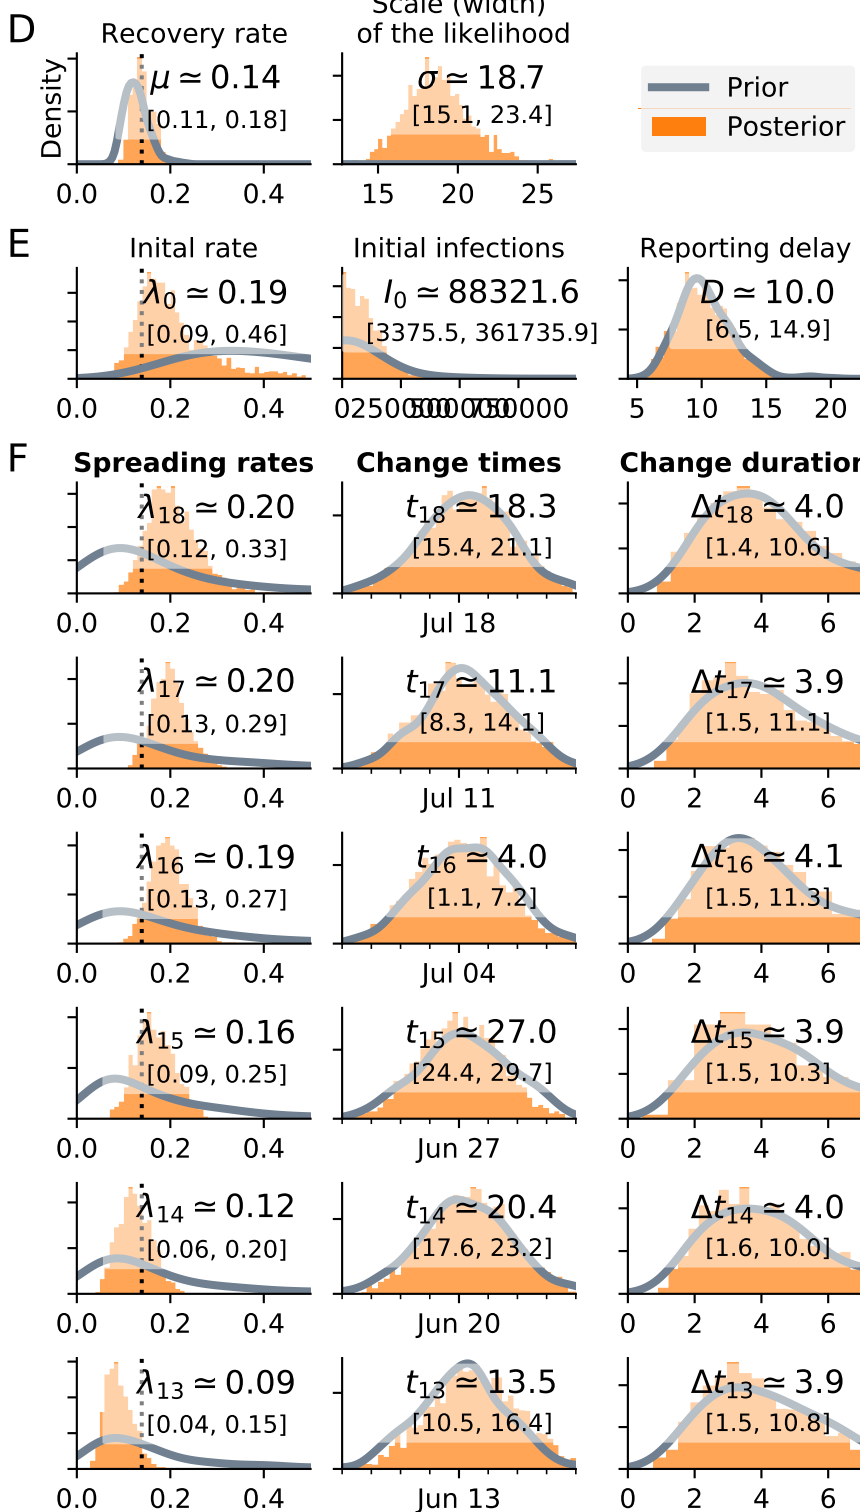 D
Recovery rate
Scale (width)
of the likelihood
Density
μ ≃ 0.14
[0.11, 0.18]
0.0 0.2 0.4
σ ≃ 18.7
[15.1, 23.4]
15 20 25
Prior
Posterior
E
Inital rate
Initial infections
Reporting delay
λ0 ≃ 0.19
[0.09, 0.46]
0.0 0.2 0.4
I0 ≃ 88321.6
[3375.5, 361735.9]
0 250000 500000 750000
D ≃ 10.0
[6.5, 14.9]
5 10 15 20
F
Spreading rates
Change times
Change duration
λ18 ≃ 0.20
[0.12, 0.33]
0.0 0.2 0.4
t18 ≃ 18.3
[15.4, 21.1]
Jul 18
Δt18 ≃ 4.0
[1.4, 10.6]
0 2 4 6
λ17 ≃ 0.20
[0.13, 0.29]
0.0 0.2 0.4
t17 ≃ 11.1
[8.3, 14.1]
Jul 11
Δt17 ≃ 3.9
[1.5, 11.1]
0 2 4 6
λ16 ≃ 0.19
[0.13, 0.27]
0.0 0.2 0.4
t16 ≃ 4.0
[1.1, 7.2]
Jul 04
Δt16 ≃ 4.1
[1.5, 11.3]
0 2 4 6
λ15 ≃ 0.16
[0.09, 0.25]
0.0 0.2 0.4
t15 ≃ 27.0
[24.4, 29.7]
Jun 27
Δt15 ≃ 3.9
[1.5, 10.3]
0 2 4 6
λ14 ≃ 0.12
[0.06, 0.20]
0.0 0.2 0.4
t14 ≃ 20.4
[17.6, 23.2]
Jun 20
Δt14 ≃ 4.0
[1.6, 10.0]
0 2 4 6
λ13 ≃ 0.09
[0.04, 0.15]
0.0 0.2 0.4
t13 ≃ 13.5
[10.5, 16.4]
Jun 13
Δt13 ≃ 3.9
[1.5, 10.8]
0 2 4 6